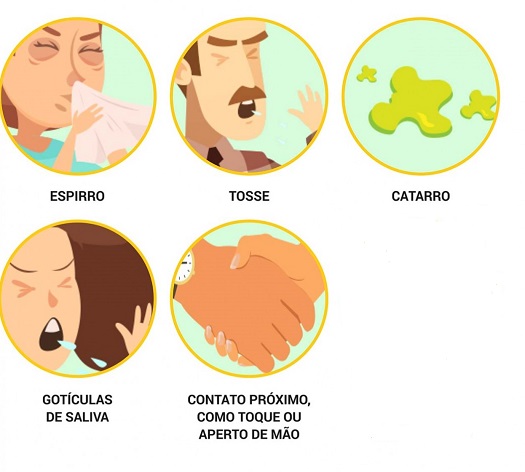 ESPIRRO
TOSSE
CATARRO
GOTÍCULAS
DE SALIVA
CONTATO PRÓXIMO,
COMO TOQUE OU
APERTO DE MÃO